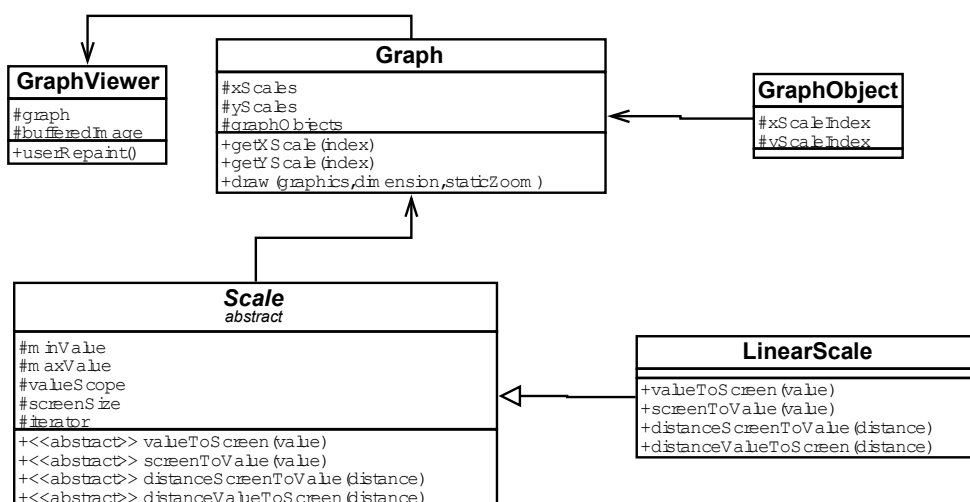 Graph
#xScales
#yScales
#graphObjects
+getXScale(index)
+getYScale(index)
+draw(graphics,dimension,staticZoom)
GraphViewer
#graph
#bufferedImage
+userRepaint()
GraphObject
#xScaleIndex
#yScaleIndex
Scale
abstract
#minValue
#maxValue
#valueScope
#screenSize
#iterator
+<<abstract>> valueToScreen(value)
+<<abstract>> screenToValue(value)
+<<abstract>> distanceScreenToValue(distance)
+<<abstract>> distanceValueToScreen(distance)
LinearScale
+valueToScreen(value)
+screenToValue(value)
+distanceScreenToValue(distance)
+distanceValueToScreen(distance)